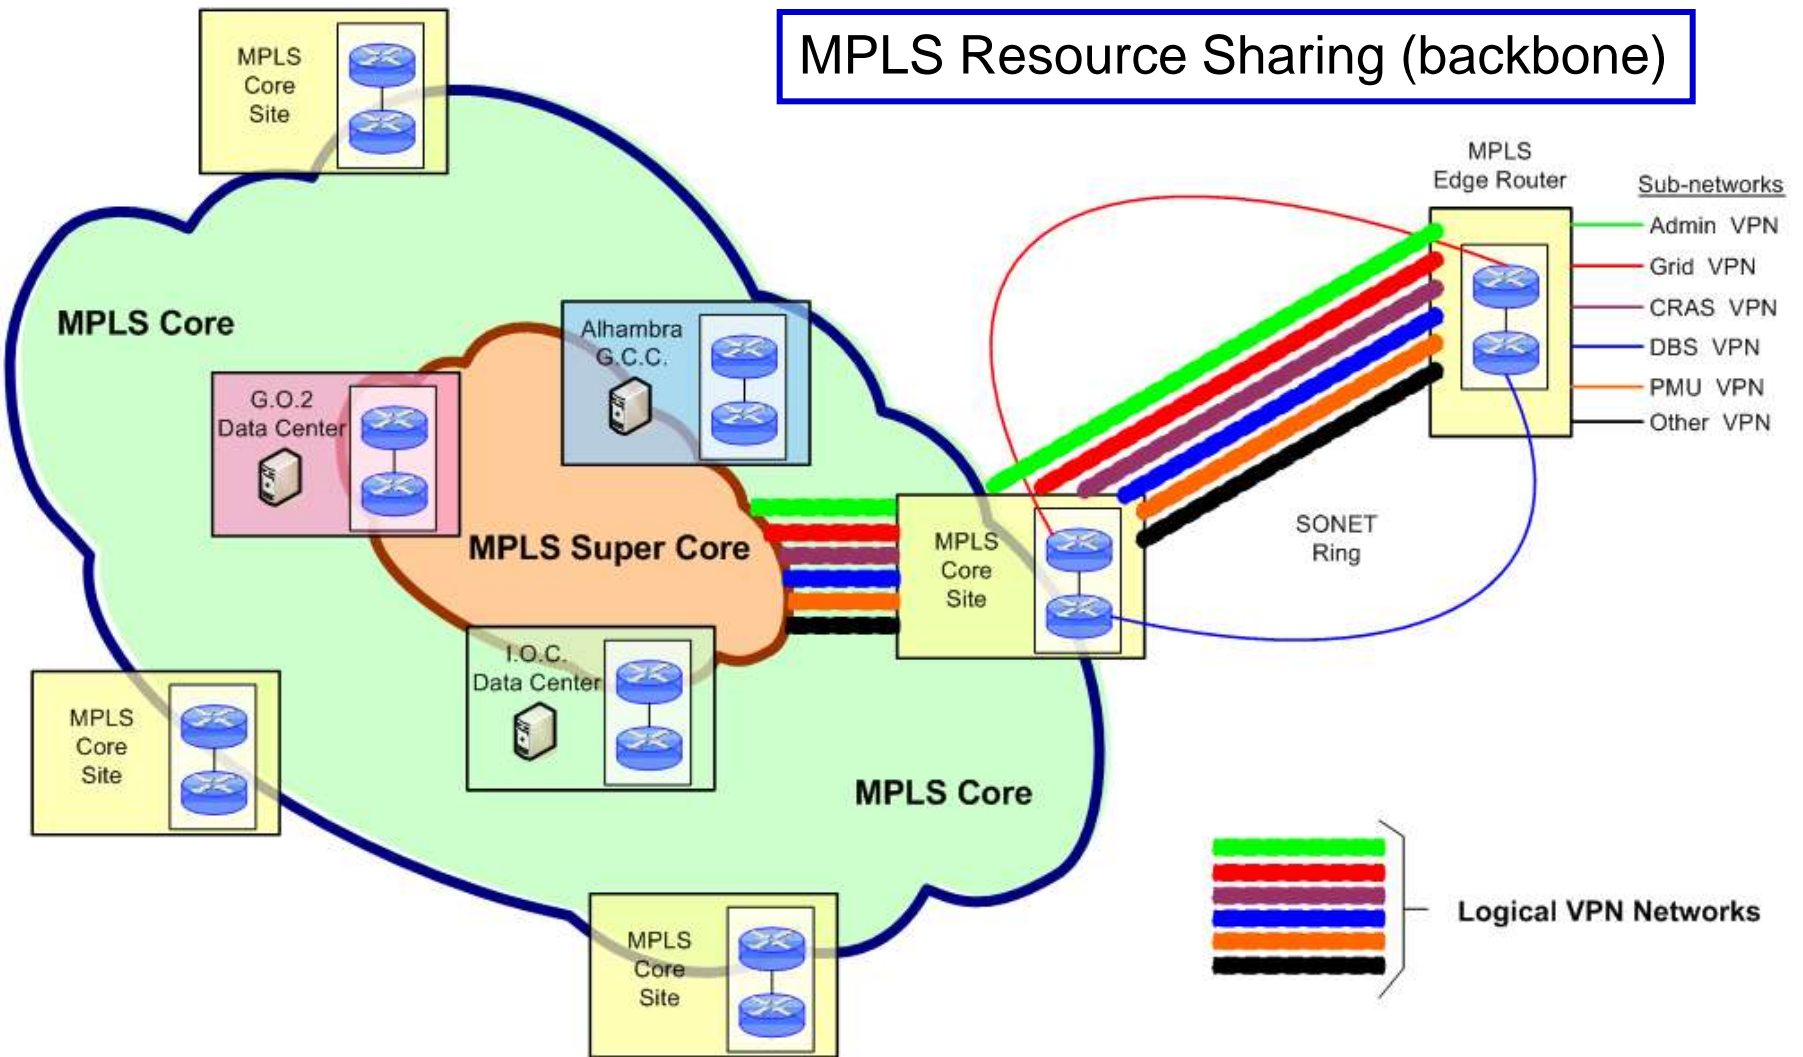 MPLS Resource Sharing (backbone)
MPLS
Core
Site
MPLS
Edge Router
Sub-networks
Admin VPN
Grid VPN
CRAS VPN
DBS VPN
PMU VPN
Other VPN
MPLS Core
Alhambra
G.C.C.
G.O.2
Data Center
MPLS Super Core
MPLS
Core
Site
SONET
Ring
I.O.C.
Data Center
MPLS
Core
Site
MPLS Core
Logical VPN Networks
MPLS
Core
Site